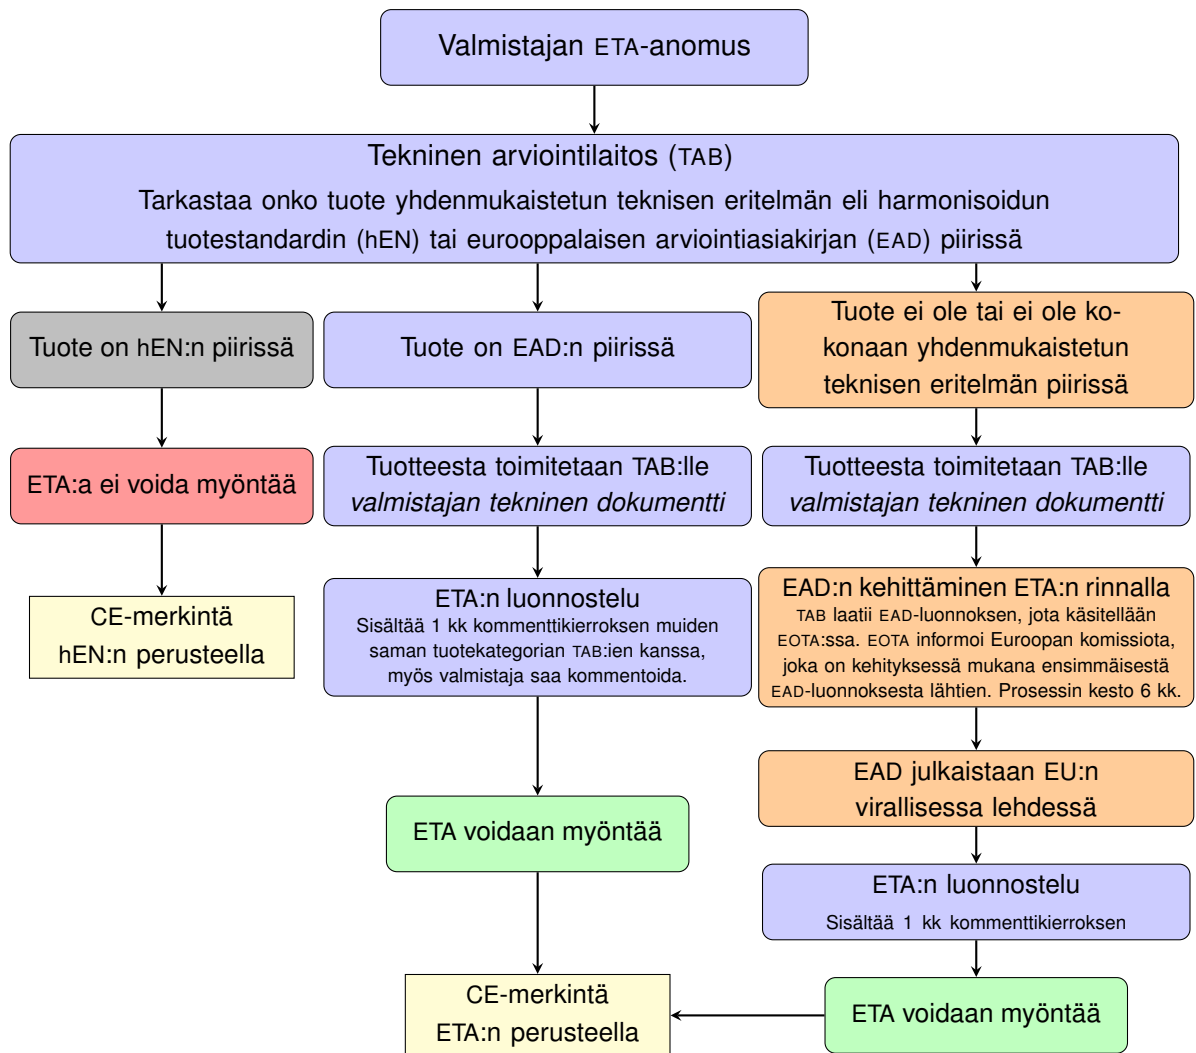 Valmistajan ETA-anomus
Tekninen arviointilaitos (TAB)
Tarkastaa onko tuote yhdenmukaistetun teknisen eritelmän eli harmonisoidun
tuotestandardin (hEN) tai eurooppalaisen arviointiasiakirjan (EAD) piirissä
Tuote on hEN:n piirissä
ETA:a ei voida myöntää
CE-merkintä
hEN:n perusteella
Tuote on EAD:n piirissä
Tuotteesta toimitetaan TAB:lle
valmistajan tekninen dokumentti
ETA:n luonnostelu
Sisältää 1 kk kommenttikierroksen muiden
saman tuotekategorian TAB:ien kanssa,
myös valmistaja saa kommentoida.
ETA voidaan myöntää
CE-merkintä
ETA:n perusteella
Tuote ei ole tai ei ole ko-
konaan yhdenmukaistetun
teknisen eritelmän piirissä
Tuotteesta toimitetaan TAB:lle
valmistajan tekninen dokumentti
EAD:n kehittäminen ETA:n rinnalla
TAB laatii EAD-luonnoksen, jota käsitellään
EOTA:ssa. EOTA informoi Euroopan komissiota,
joka on kehityksessä mukana ensimmäisestä
EAD-luonnoksesta lähtien. Prosessin kesto 6 kk.
EAD julkaistaan EU:n
virallisessa lehdessä
ETA:n luonnostelu
Sisältää 1 kk kommenttikierroksen
ETA voidaan myöntää